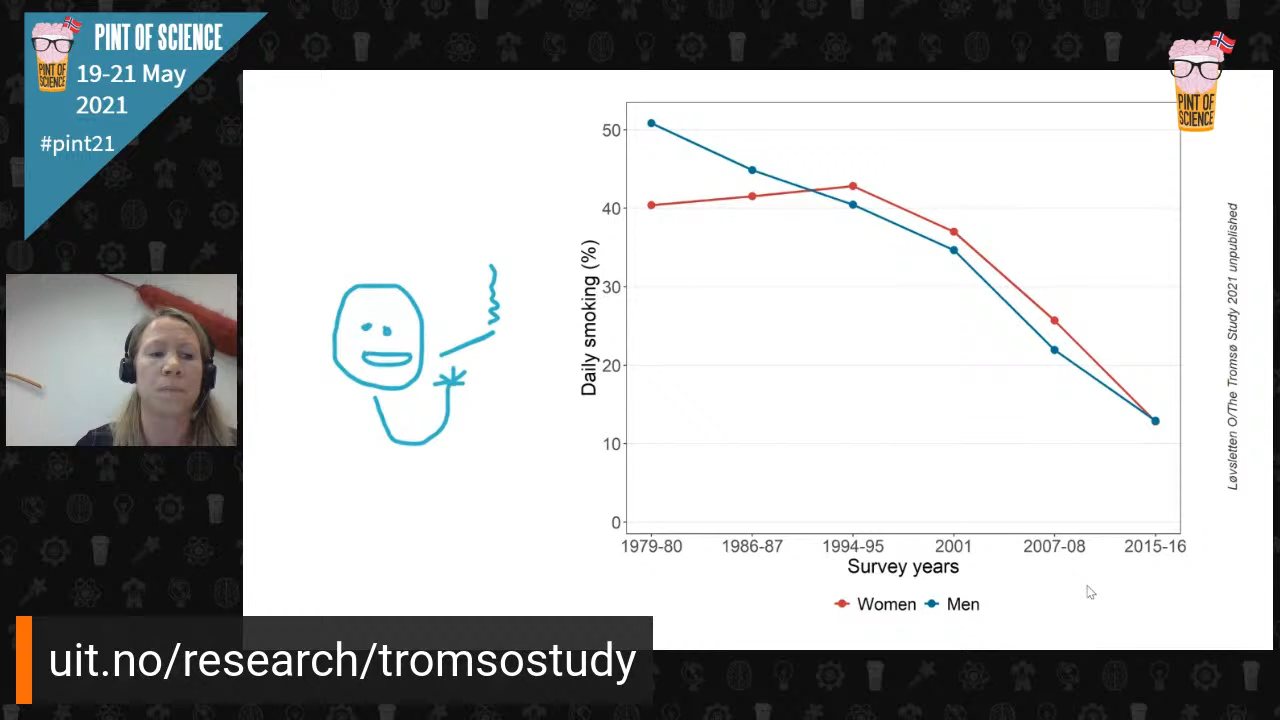 PINT OF SCIENCE
19-21 May
2021
#pint21
PINT OF
SCIENCE
PINT OF
SCIENCE
50
40
30
20
10
0
Daily smoking (%)
1979-80 1986-87 1994-95 2001 2007-08 2015-16
Survey years
Women Men
Løvsletten O/The Tromsø Study 2021 unpublished
uit.no/research/tromsostudy